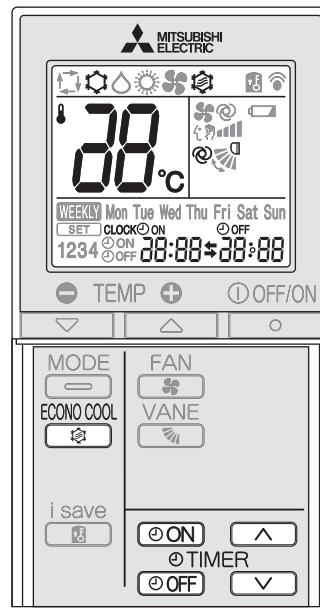 MITSUBISHI
ELECTRIC
88°C
WEEKLY Mon Tue Wed Thu Fri Sat Sun
SET CLOCK ON OFF
1234 ON OFF 88:88 88:88
TEMP OFF/ON
MODE FAN
ECONO COOL VANE
i save
ON
TIMER
OFF